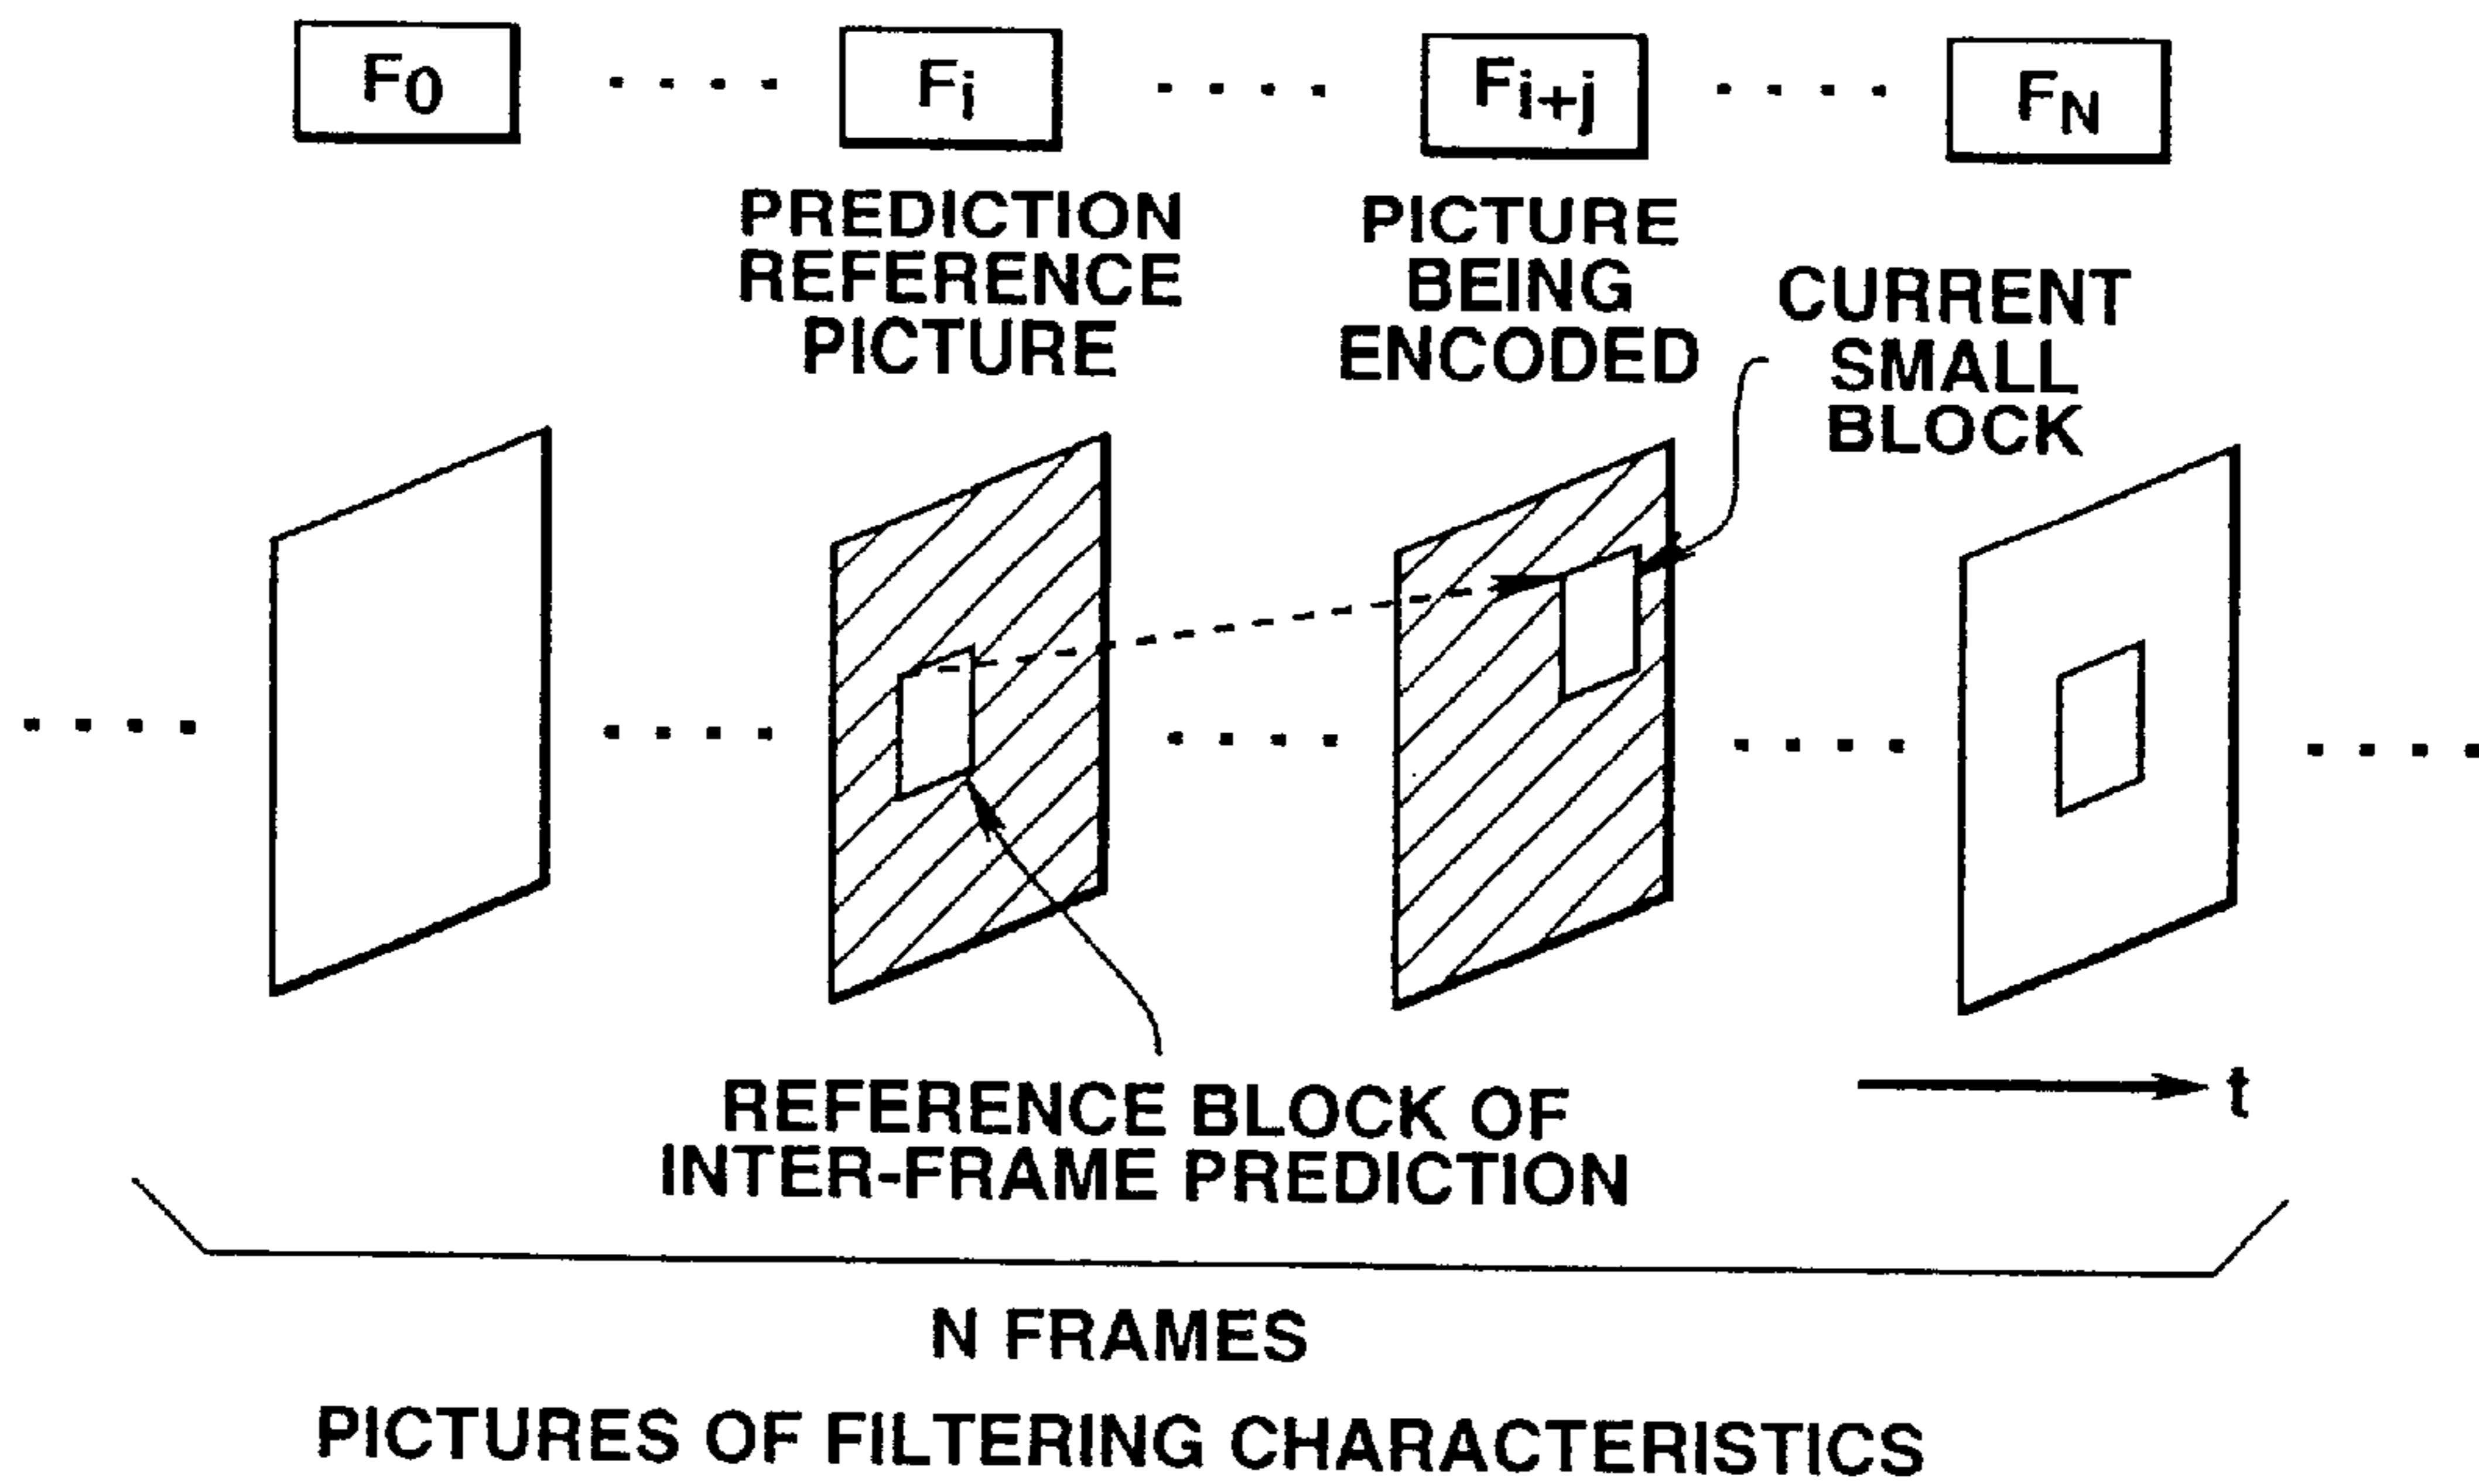 F0 .... Fi .... Fi+j .... FN
PREDICTION
REFERENCE
PICTURE
PICTURE
BEING
ENCODED
CURRENT
SMALL
BLOCK
t
REFERENCE BLOCK OF
INTER-FRAME PREDICTION
N FRAMES
PICTURES OF FILTERING CHARACTERISTICS